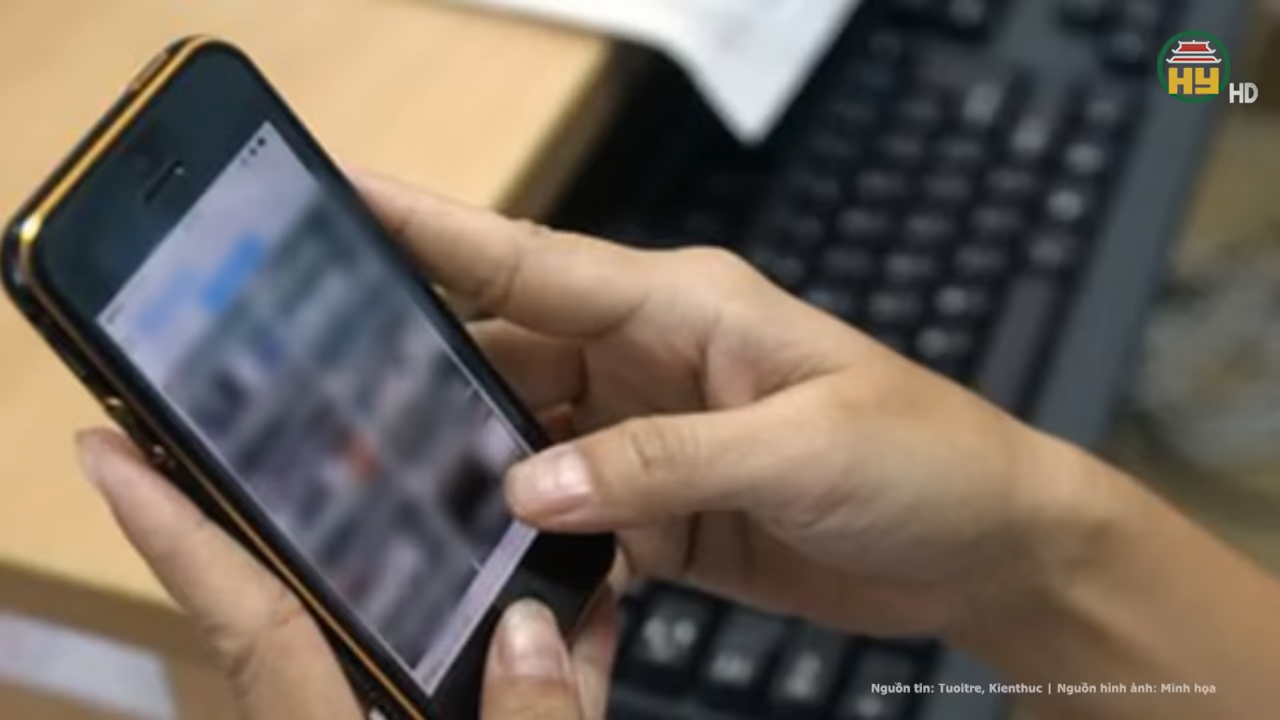 HY
HD
Nguồn tin: Tuoitre, Kienthuc | Nguồn hình ảnh: Minh họa